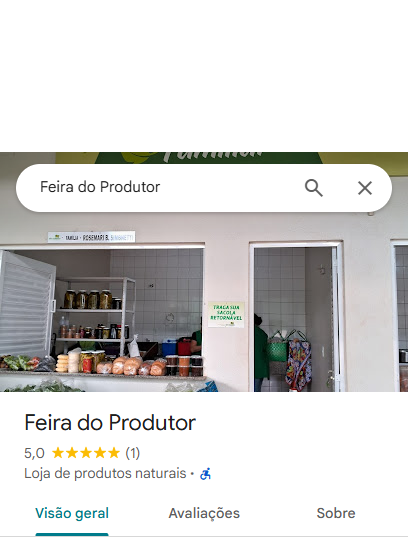 Familiar
Feira do Produtor
FAMÍLIA - ROSEMARI B.
TRAGA SUA
SACOLA
RETORNÁVEL
Feira do Produtor
5,0 (1)
Loja de produtos naturais ·
Visão geral Avaliações Sobre